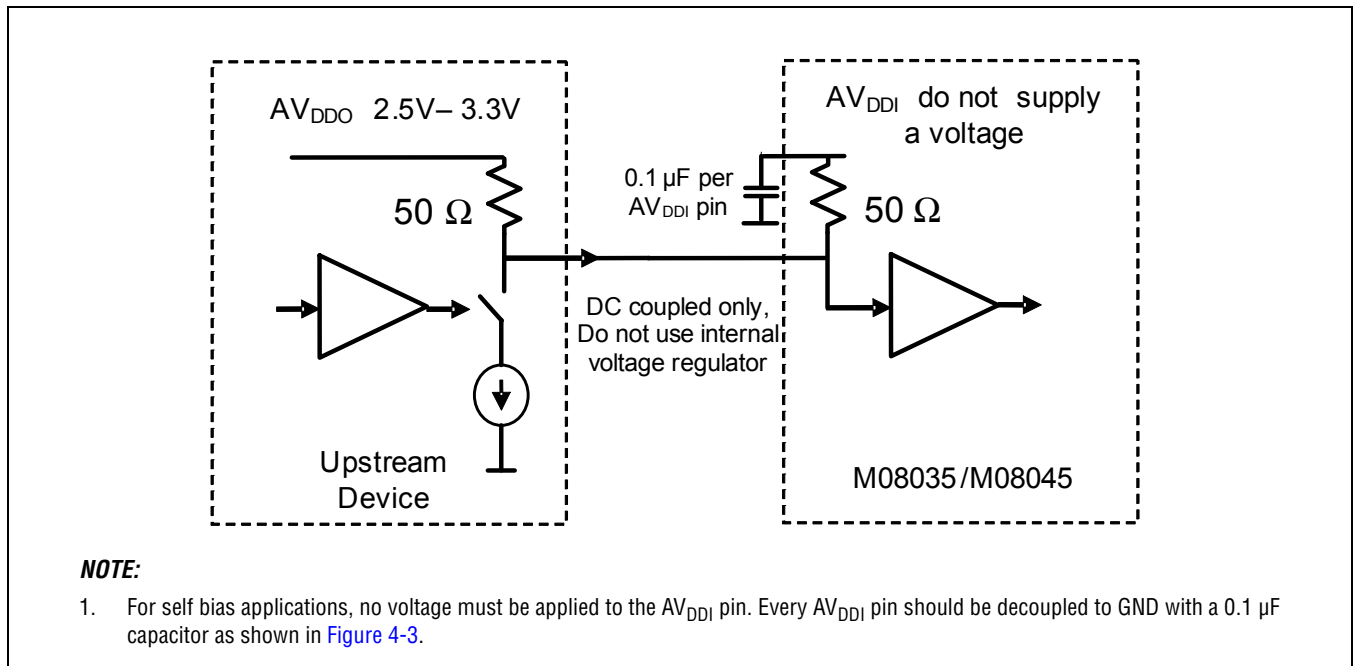 AVDDO 2.5V– 3.3V
50 Ω
Upstream
Device
0.1 µF per
AVDDI pin
DC coupled only,
Do not use internal
voltage regulator
AVDDI do not supply
a voltage
50 Ω
M08035/M08045
NOTE:
1. For self bias applications, no voltage must be applied to the AVDDI pin. Every AVDDI pin should be decoupled to GND with a 0.1 µF
capacitor as shown in Figure 4-3.